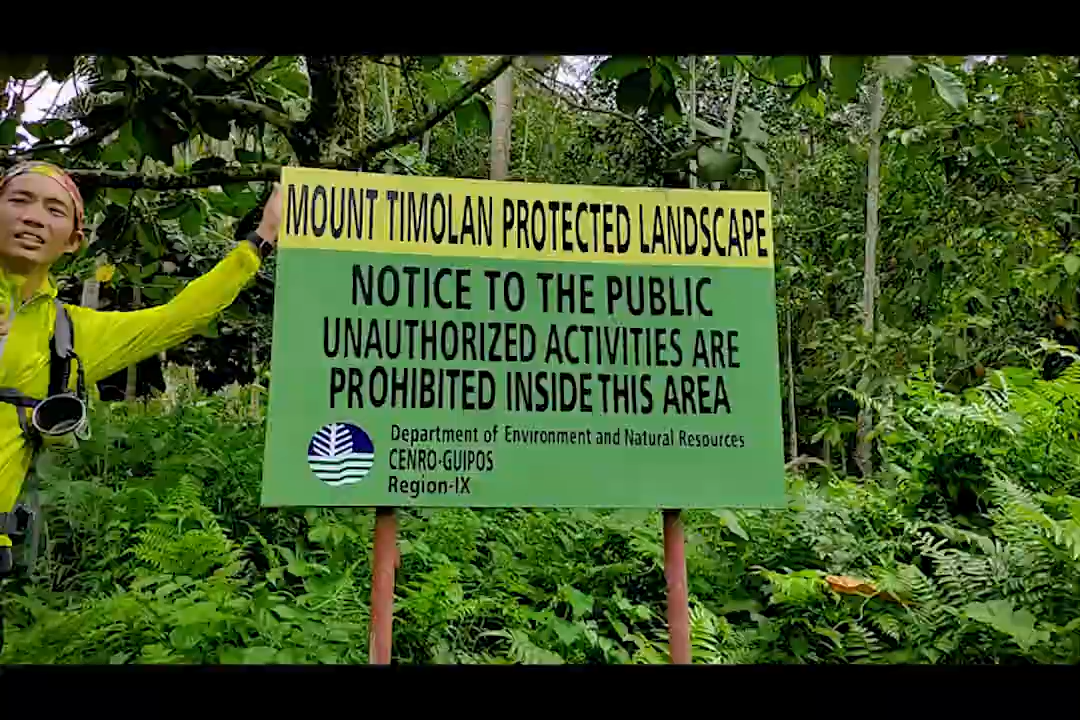 MOUNT TIMOLAN PROTECTED LANDSCAPE
NOTICE TO THE PUBLIC
UNAUTHORIZED ACTIVITIES ARE
PROHIBITED INSIDE THIS AREA
Department of Environment and Natural Resources
CENRO-GUIPOS
Region-IX